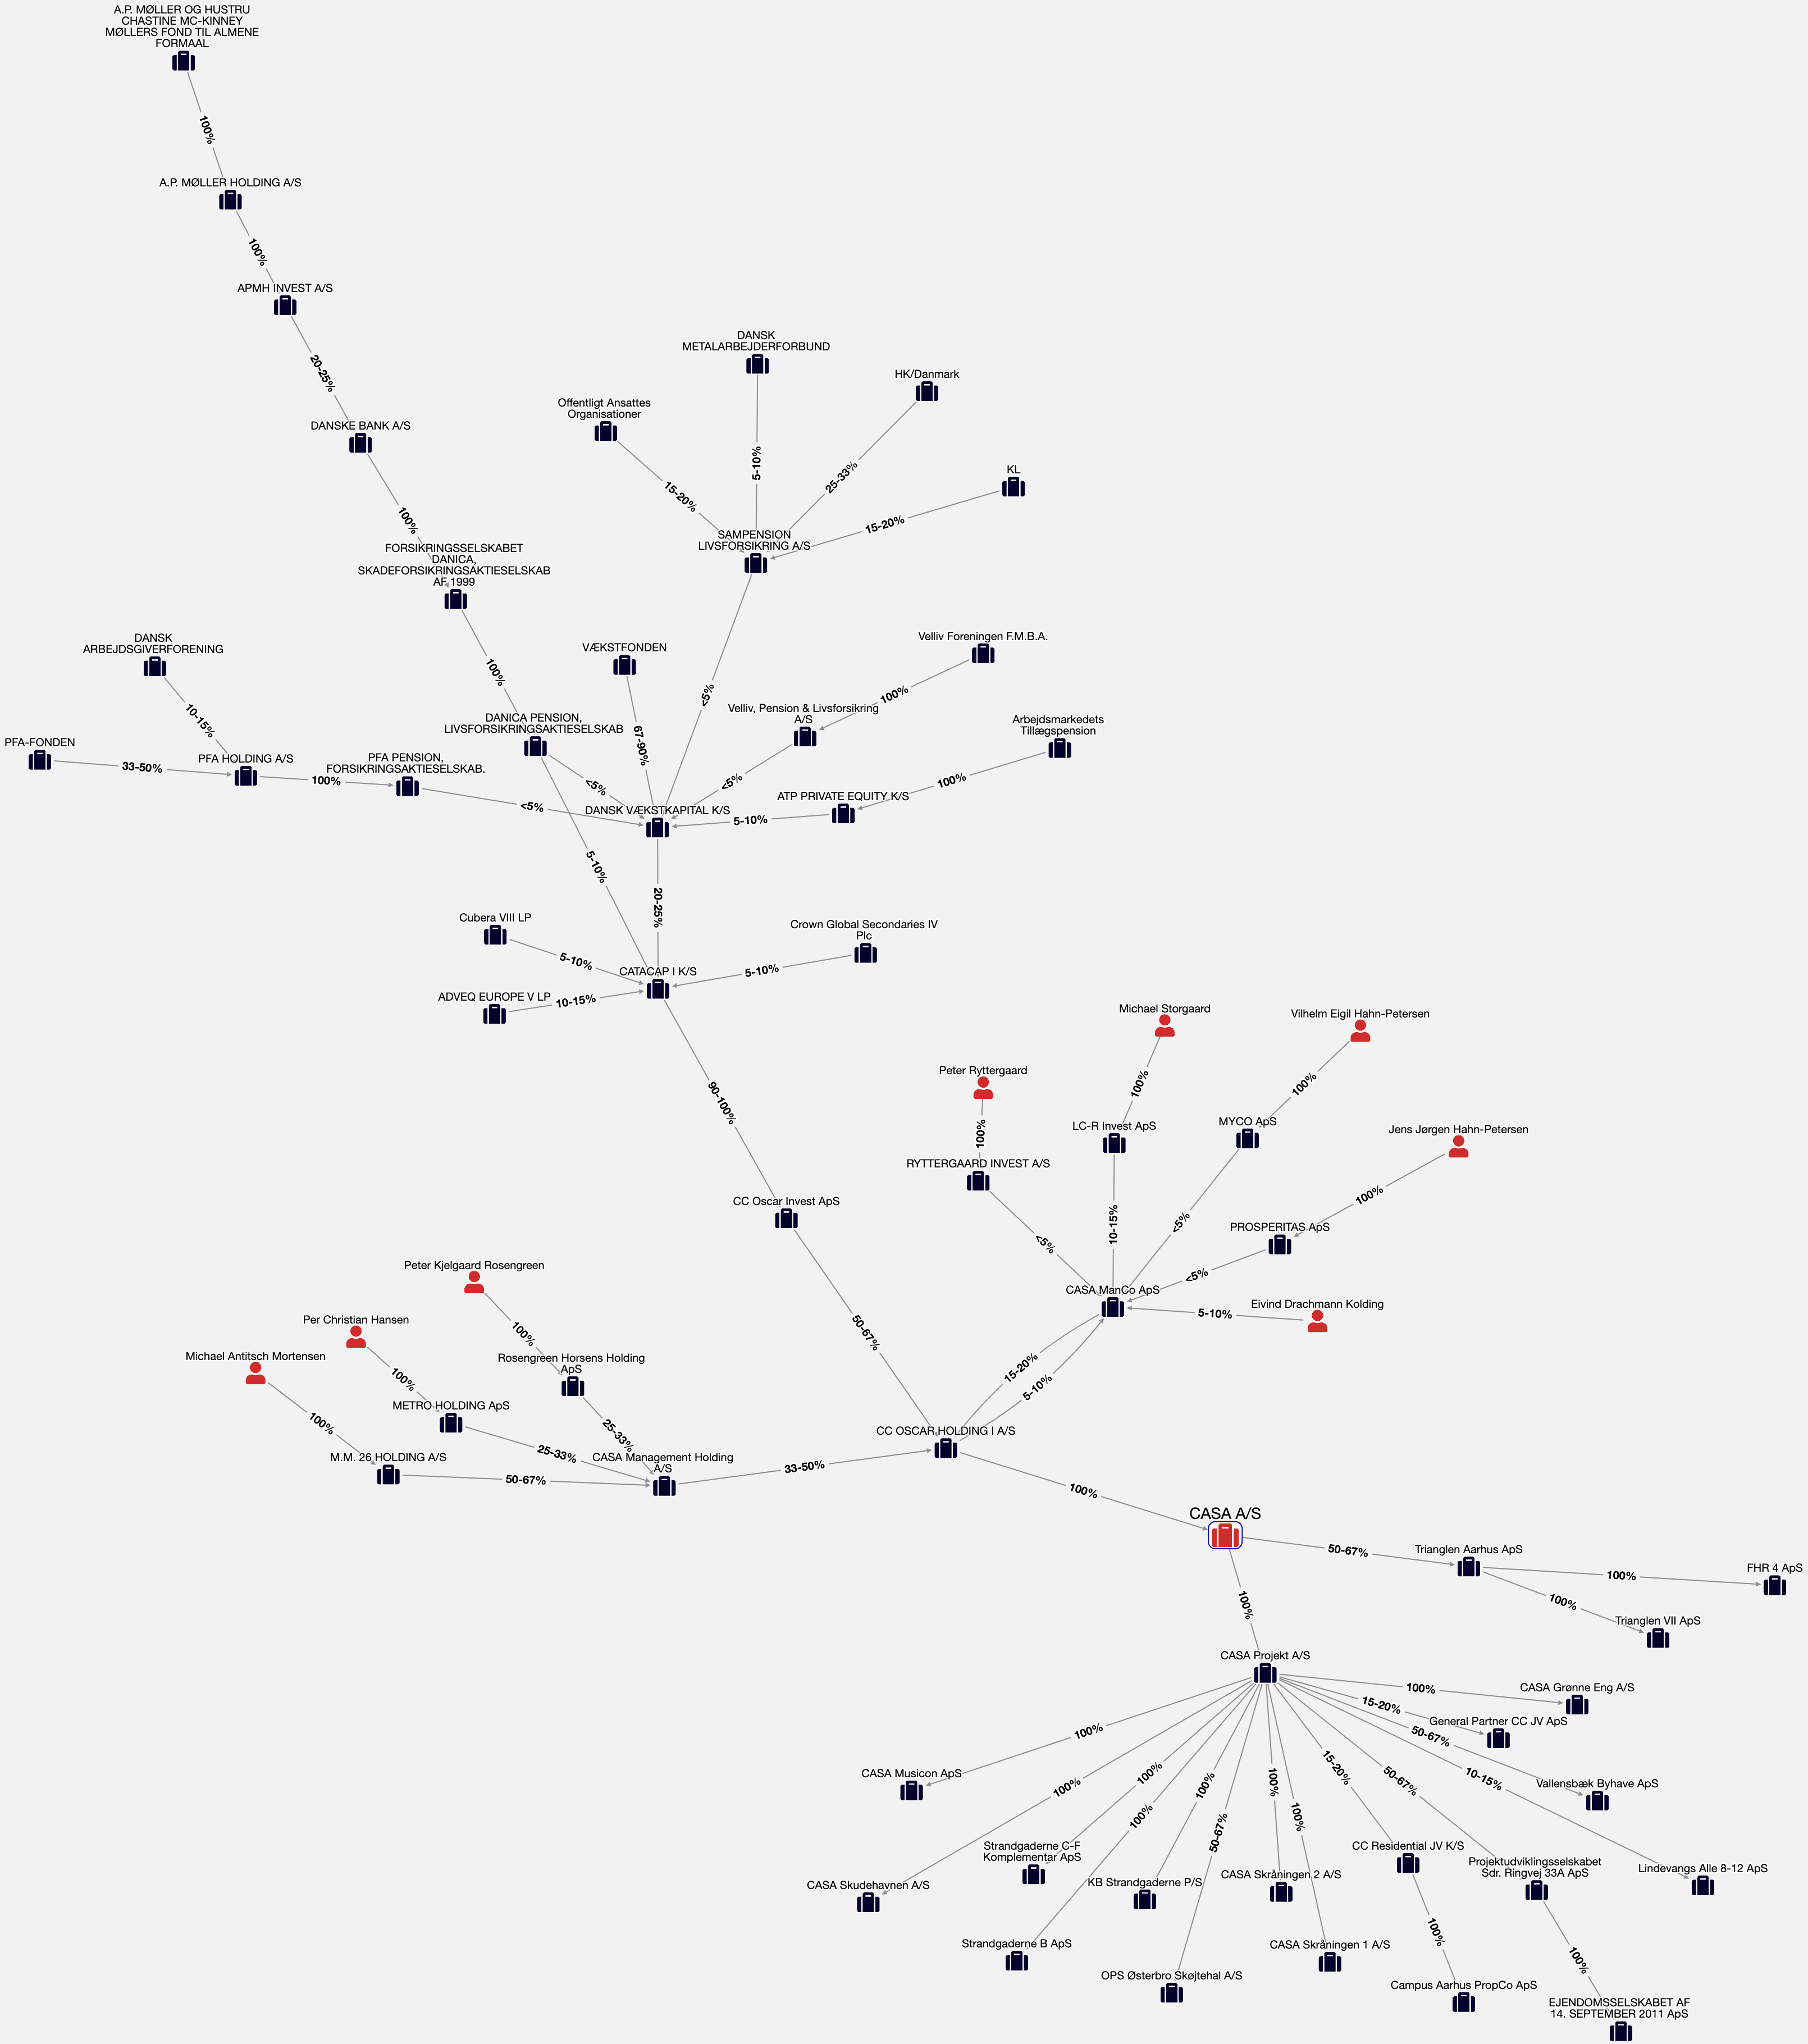 A.P. MØLLER OG HUSTRU
CHASTINE MC-KINNEY
MØLLERS FOND TIL ALMENE
FORMAAL
100%
A.P. MØLLER HOLDING A/S
100%
APMH INVEST A/S
20-25%
DANSKE BANK A/S
100%
FORSIKRINGSSELSKABET
DANICA,
SKADEFORSIKRINGSAKTIESELSKAB
AF 1999
100%
DANSK
METALARBEJDERFORBUND
HK/Danmark
Offentligt Ansattes
Organisationer
KL
5-10%
25-33%
15-20%
15-20%
SAMPENSION
LIVSFORSIKRING A/S
<5%
DANSK
ARBEJDSGIVERFORENING
10-15%
PFA-FONDEN
33-50%
PFA HOLDING A/S
100%
PFA PENSION,
FORSIKRINGSAKTIESELSKAB.
<5%
DANICA PENSION,
LIVSFORSIKRINGSAKTIESELSKAB
<5%
5-10%
VÆKSTFONDEN
67-90%
Velliv Foreningen F.M.B.A.
100%
Velliv, Pension & Livsforsikring
A/S
<5%
Arbejdsmarkedets
Tillægspension
100%
ATP PRIVATE EQUITY K/S
5-10%
DANSK VÆKSTKAPITAL K/S
20-25%
Cubera VIII LP
5-10%
Crown Global Secondaries IV
Plc
5-10%
ADVEQ EUROPE V LP
10-15%
CATACAP I K/S
90-100%
CC Oscar Invest ApS
50-67%
Michael Storgaard
100%
Vilhelm Eigil Hahn-Petersen
100%
Peter Ryttergaard
100%
LC-R Invest ApS
10-15%
MYCO ApS
<5%
Jens Jørgen Hahn-Petersen
100%
RYTTERGAARD INVEST A/S
<5%
PROSPERITAS ApS
<5%
CASA ManCo ApS
Eivind Drachmann Kolding
5-10%
15-20%
5-10%
Peter Kjelgaard Rosengreen
100%
Per Christian Hansen
100%
Michael Antitsch Mortensen
100%
Rosengreen Horsens Holding
ApS
25-33%
METRO HOLDING ApS
25-33%
M.M. 26 HOLDING A/S
50-67%
CASA Management Holding
A/S
33-50%
CC OSCAR HOLDING I A/S
100%
CASA A/S
50-67%
Trianglen Aarhus ApS
100%
FHR 4 ApS
100%
Trianglen VII ApS
100%
CASA Projekt A/S
100%
CASA Grønne Eng A/S
15-20%
General Partner CC JV ApS
50-67%
Vallensbæk Byhave ApS
10-15%
Lindevangs Alle 8-12 ApS
50-67%
Projektudviklingsselskabet
Sdr. Ringvej 33A ApS
100%
EJENDOMSSELSKABET AF
14. SEPTEMBER 2011 ApS
15-20%
CC Residential JV K/S
100%
Campus Aarhus PropCo ApS
100%
CASA Skråningen 1 A/S
100%
CASA Skråningen 2 A/S
50-67%
OPS Østerbro Skøjtehal A/S
100%
KB Strandgaderne P/S
100%
Strandgaderne B ApS
100%
Strandgaderne C-F
Komplementar ApS
100%
CASA Skudehavnen A/S
100%
CASA Musicon ApS